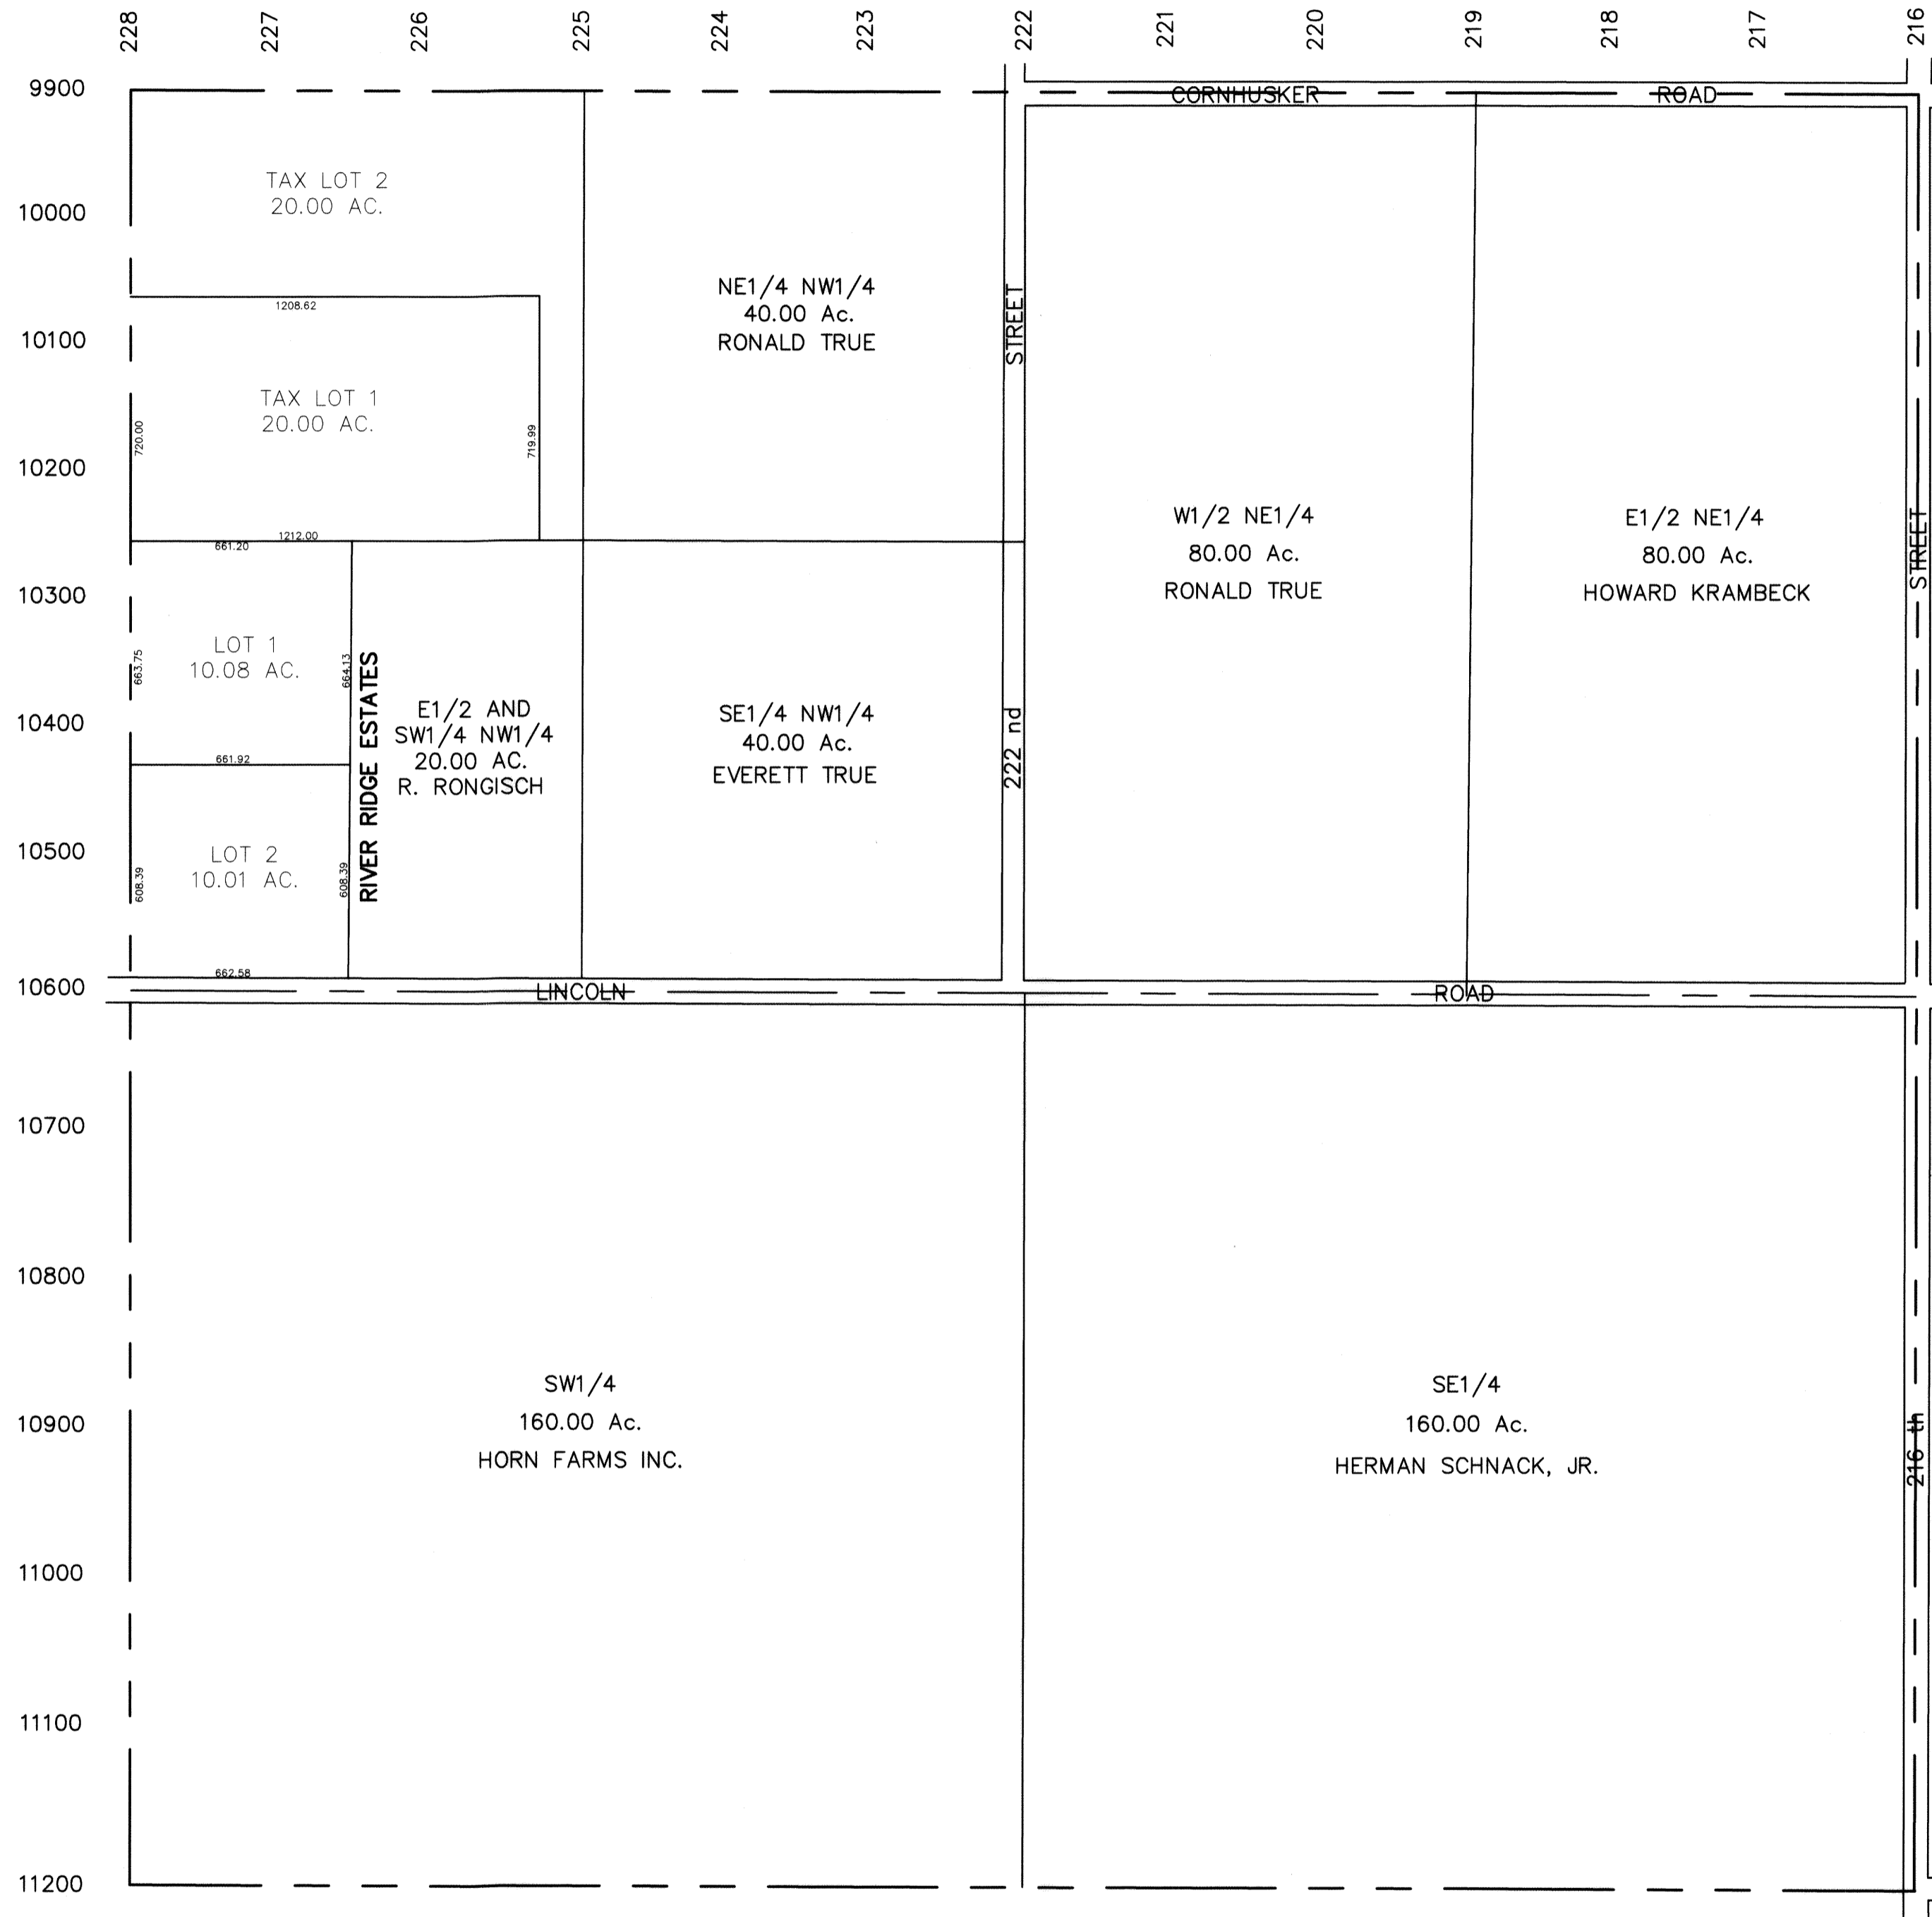 228
227
226
225
224
223
222
221
220
219
218
217
216
9900
10000
10100
10200
10300
10400
10500
10600
10700
10800
10900
11000
11100
11200
CORNHUSKER ROAD
TAX LOT 2
20.00 AC.
1208.62
TAX LOT 1
20.00 AC.
720.00
719.99
1212.00
661.20
NE1/4 NW1/4
40.00 Ac.
RONALD TRUE
STREET
222 nd
W1/2 NE1/4
80.00 Ac.
RONALD TRUE
E1/2 NE1/4
80.00 Ac.
HOWARD KRAMBECK
STREET
LOT 1
10.08 AC.
663.75
664.13
661.92
LOT 2
10.01 AC.
608.39
608.39
662.58
RIVER RIDGE ESTATES
E1/2 AND
SW1/4 NW1/4
20.00 AC.
R. RONGISCH
SE1/4 NW1/4
40.00 Ac.
EVERETT TRUE
LINCOLN ROAD
SW1/4
160.00 Ac.
HORN FARMS INC.
SE1/4
160.00 Ac.
HERMAN SCHNACK, JR.
216 th